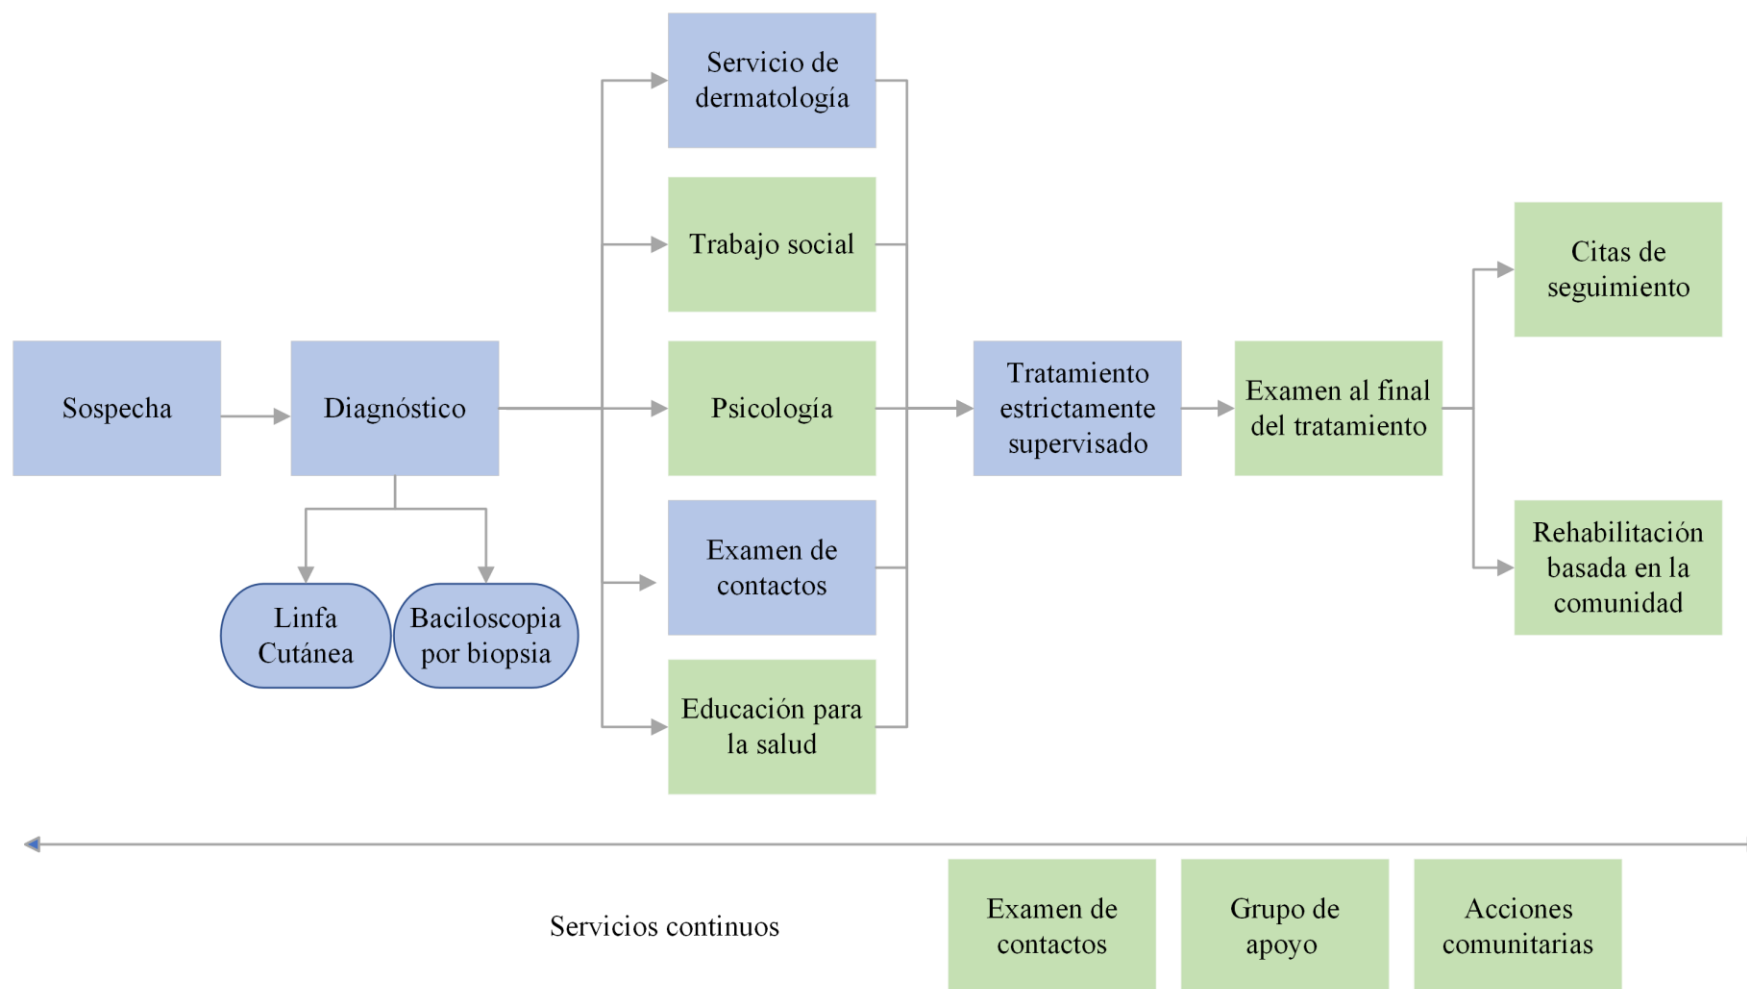 Servicio de
dermatología
Trabajo social
Citas de
seguimiento
Sospecha
Diagnóstico
Psicología
Tratamiento
estrictamente
supervisado
Examen al final
del tratamiento
Linfa
Cutánea
Baciloscopia
por biopsia
Examen de
contactos
Rehabilitación
basada en la
comunidad
Educación para
la salud
Servicios continuos
Examen de
contactos
Grupo de
apoyo
Acciones
comunitarias